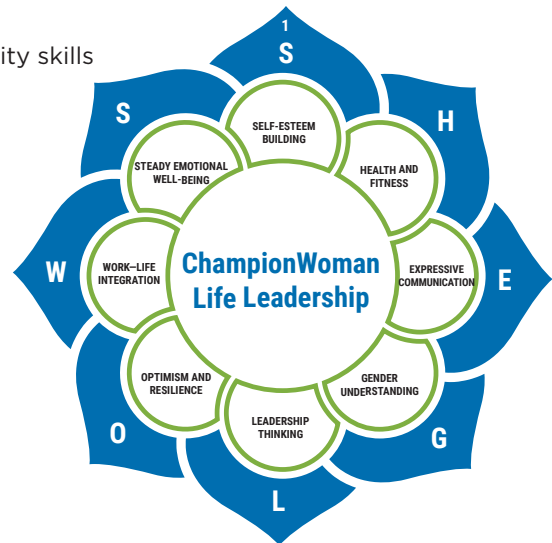 ity skills
1
S
SELF-ESTEEM
BUILDING
H
HEALTH AND
FITNESS
E
EXPRESSIVE
COMMUNICATION
G
GENDER
UNDERSTANDING
L
LEADERSHIP
THINKING
O
OPTIMISM AND
RESILIENCE
W
WORK–LIFE
INTEGRATION
S
STEADY EMOTIONAL
WELL-BEING
ChampionWoman
Life Leadership